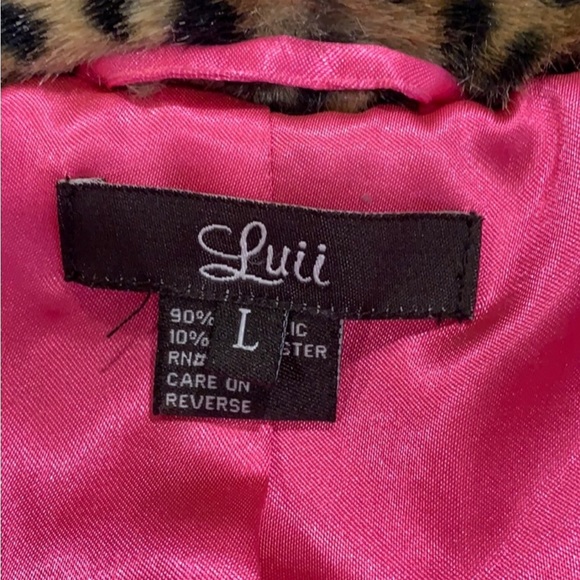 Luii
L
90% IC
10% STER
RN#
CARE ON
REVERSE